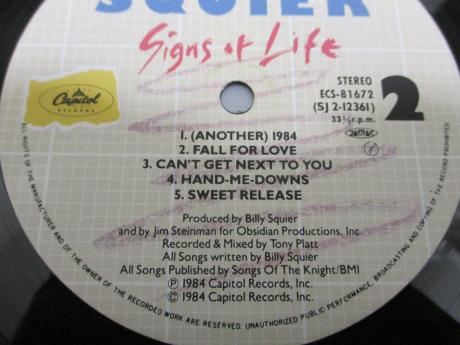 SQUIER
Signs of Life
Capitol
STEREO
ECS-81672
(SJ 2-12361)
33⅓ r.p.m.
2
1. (ANOTHER) 1984
2. FALL FOR LOVE
3. CAN'T GET NEXT TO YOU
4. HAND-ME-DOWNS
5. SWEET RELEASE
Produced by Billy Squier
and by Jim Steinman for Obsidian Productions, Inc.
Recorded & Mixed by Tony Platt
All Songs written by Billy Squier
All Songs Published by Songs Of The Knight/BMI
Ⓟ 1984 Capitol Records, Inc.
© 1984 Capitol Records, Inc.
ALL RIGHTS OF THE MANUFACTURER AND OF THE OWNER OF THE RECORDED WORK ARE RESERVED. UNAUTHORIZED PUBLIC PERFORMANCE, BROADCASTING AND COPYING OF THE RECORD PROHIBITED.